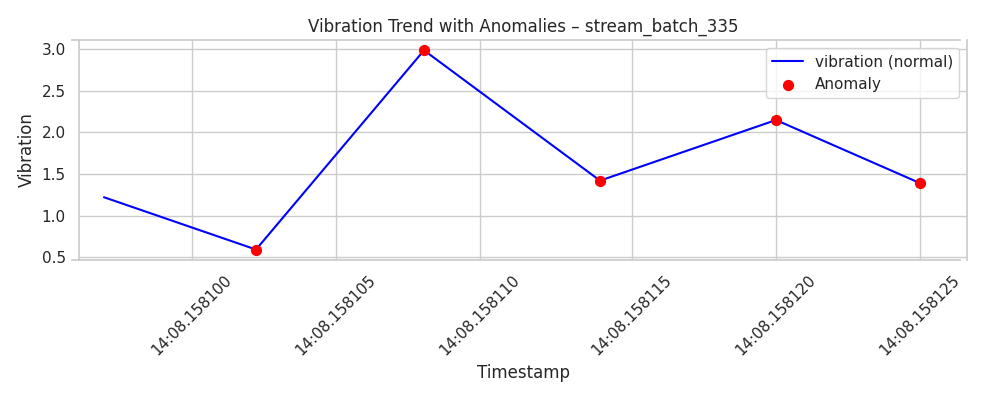 Vibration Trend with Anomalies – stream_batch_335
vibration (normal)
Anomaly
Vibration
3.0
2.5
2.0
1.5
1.0
0.5
14:08.158100
14:08.158105
14:08.158110
14:08.158115
14:08.158120
14:08.158125
Timestamp